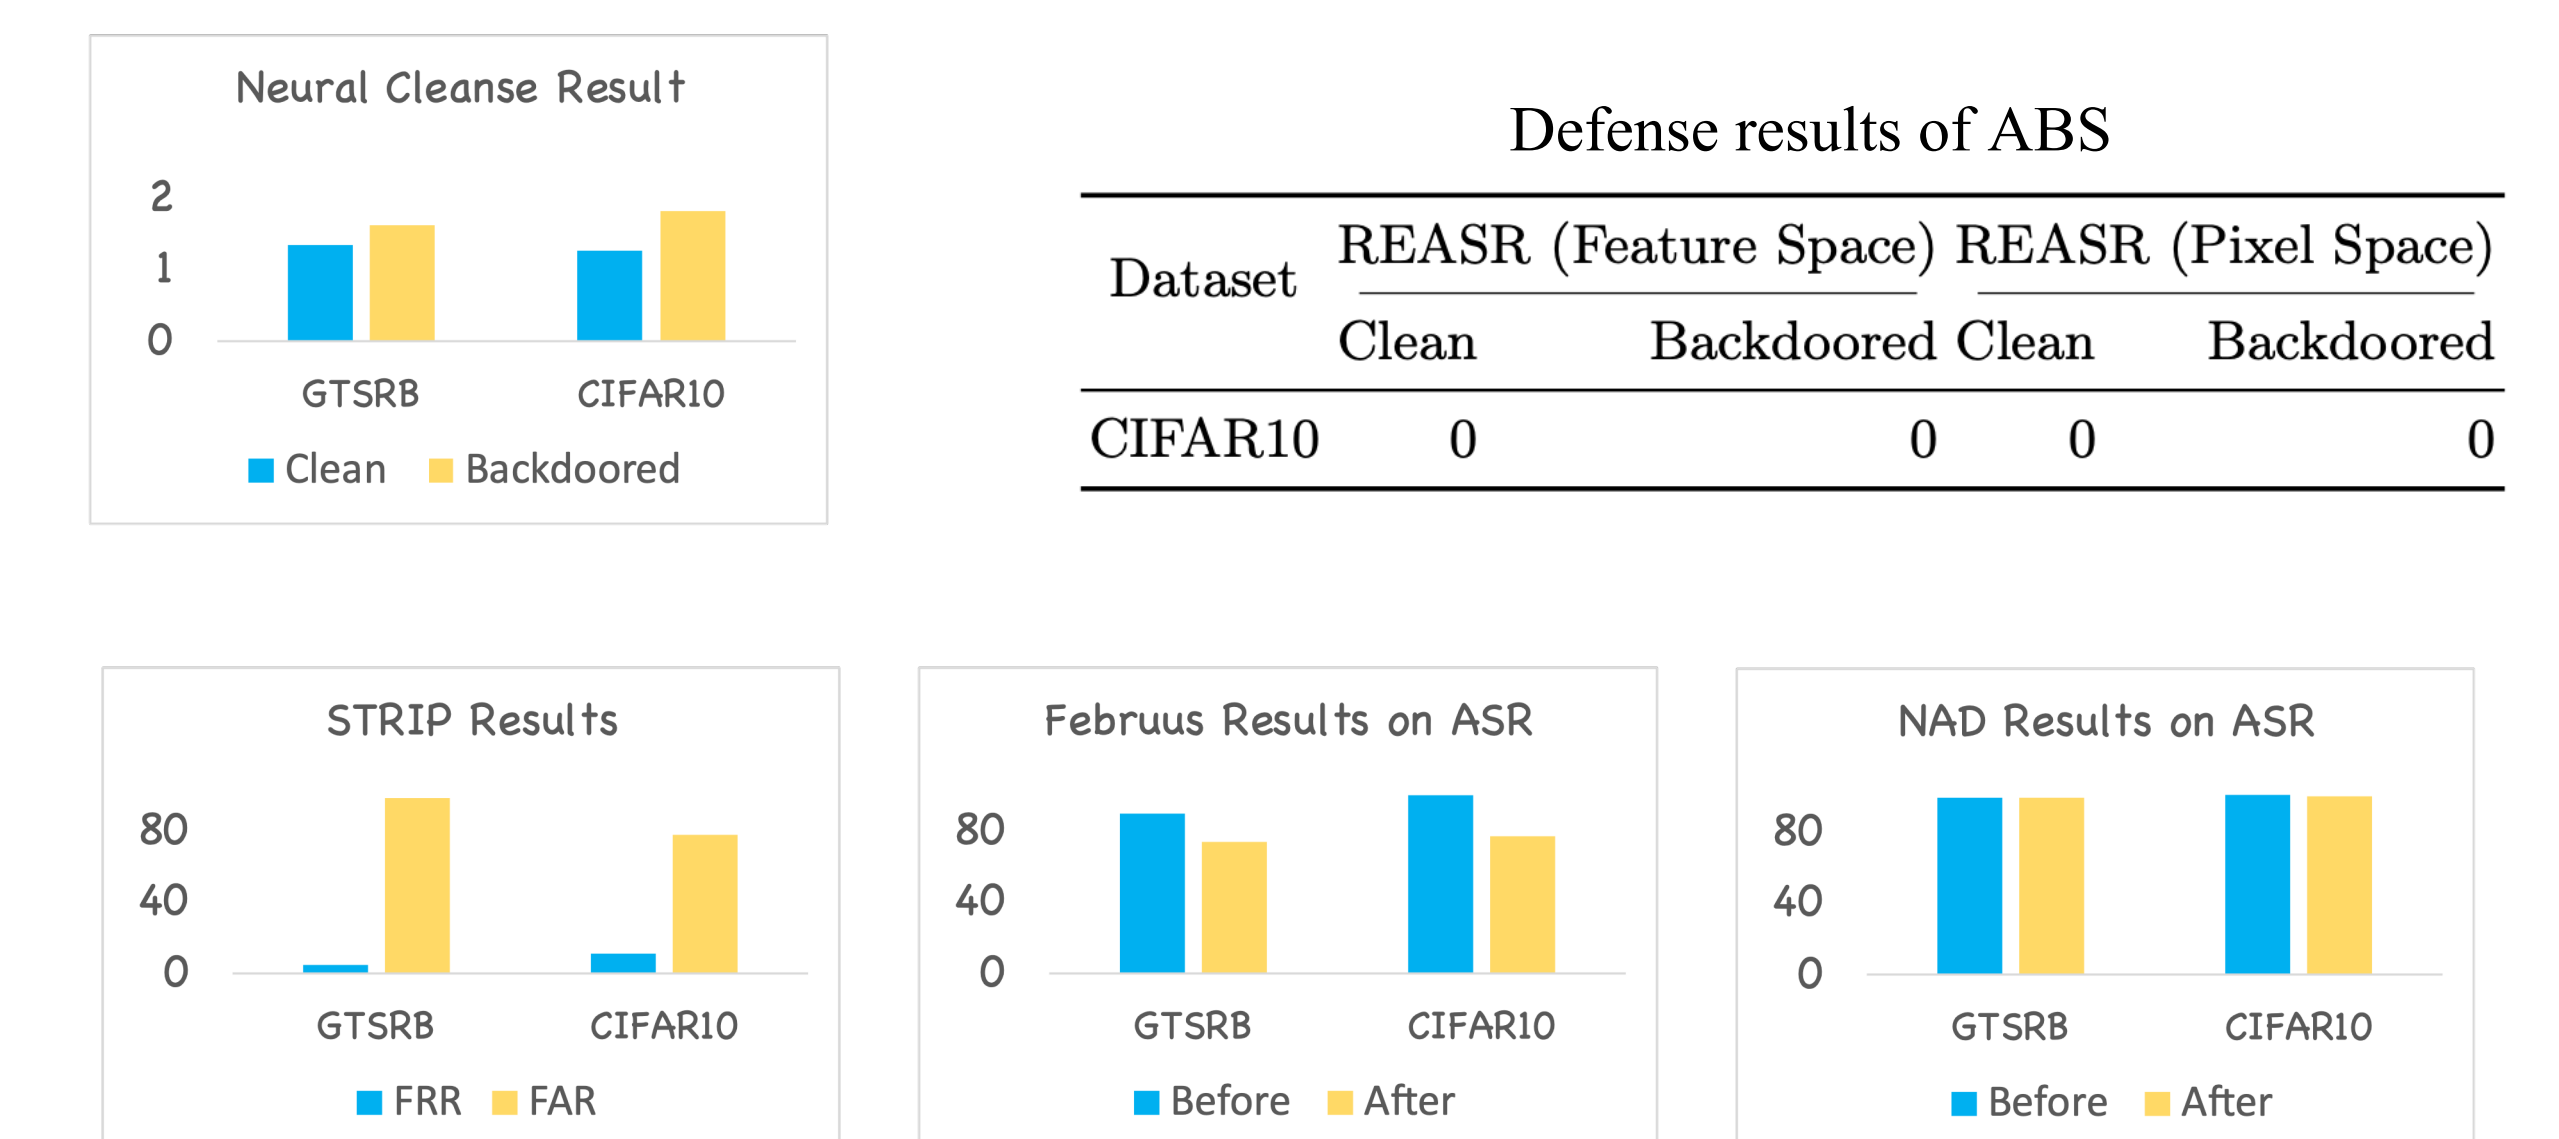 Neural Cleanse Result
2
1
0
GTSRB CIFAR10
Clean Backdoored
Defense results of ABS
Dataset REASR (Feature Space) REASR (Pixel Space)
Clean Backdoored Clean Backdoored
CIFAR10 0 0 0 0
STRIP Results
80
40
0
GTSRB CIFAR10
FRR FAR
Februus Results on ASR
80
40
0
GTSRB CIFAR10
Before After
NAD Results on ASR
80
40
0
GTSRB CIFAR10
Before After